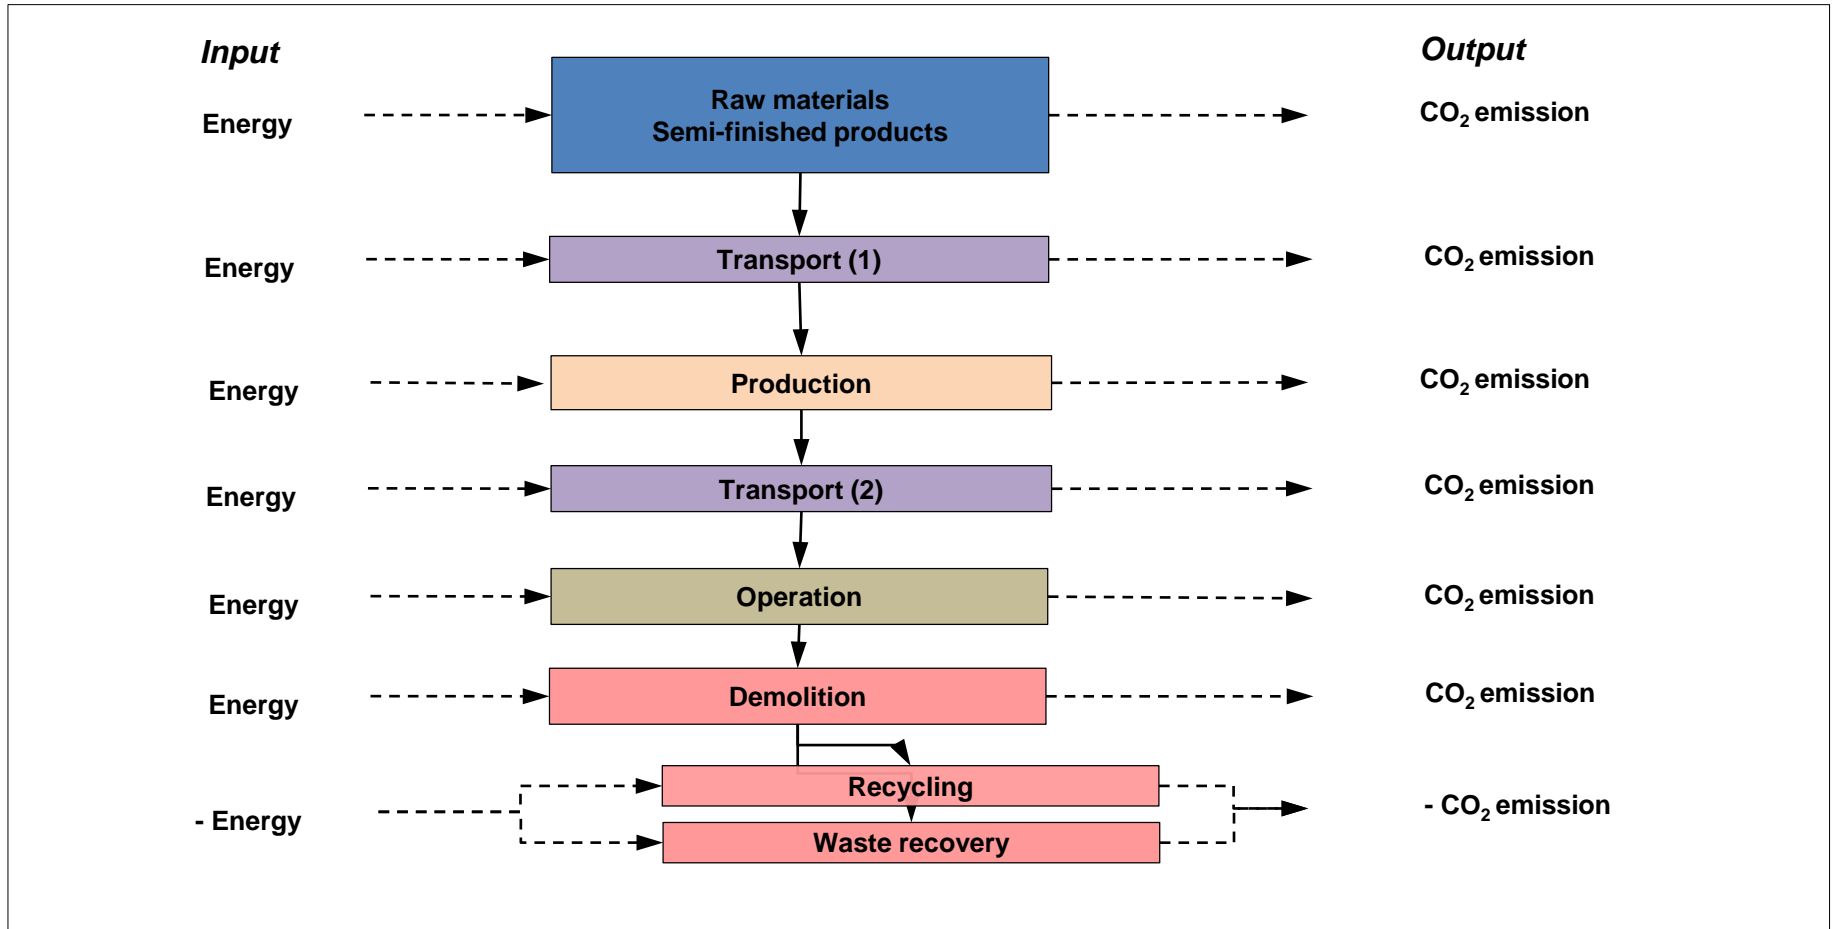 Input
Output
Raw materials
Semi-finished products
Energy
CO₂ emission
Energy
Transport (1)
CO₂ emission
Energy
Production
CO₂ emission
Energy
Transport (2)
CO₂ emission
Energy
Operation
CO₂ emission
Energy
Demolition
CO₂ emission
- Energy
Recycling
Waste recovery
- CO₂ emission